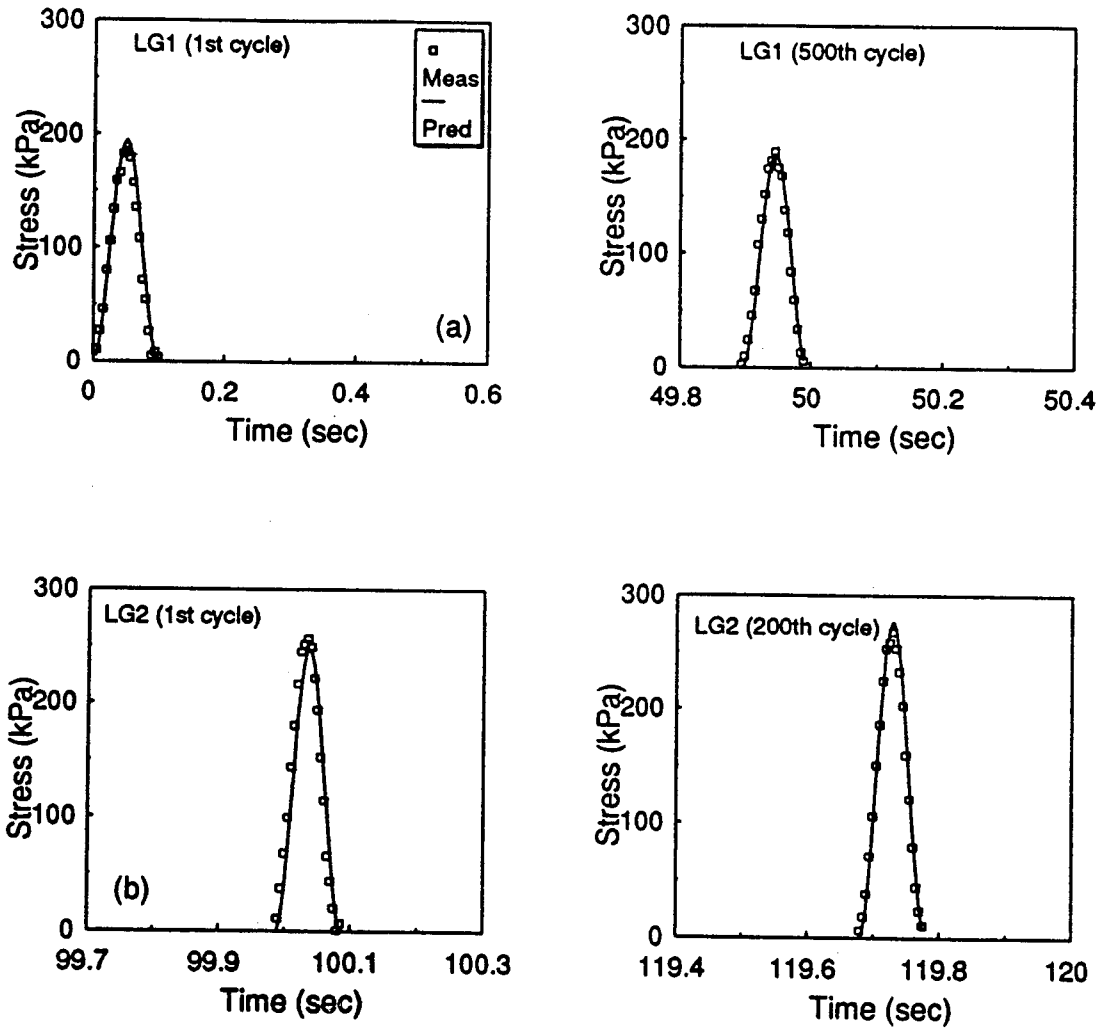 LG1 (1st cycle)
Meas
Pred
300
200
100
0
Stress (kPa)
(a)
0
0.2
0.4
0.6
Time (sec)
LG1 (500th cycle)
300
200
100
0
Stress (kPa)
49.8
50
50.2
50.4
Time (sec)
LG2 (1st cycle)
300
200
100
0
Stress (kPa)
(b)
99.7
99.9
100.1
100.3
Time (sec)
LG2 (200th cycle)
300
200
100
0
Stress (kPa)
119.4
119.6
119.8
120
Time (sec)